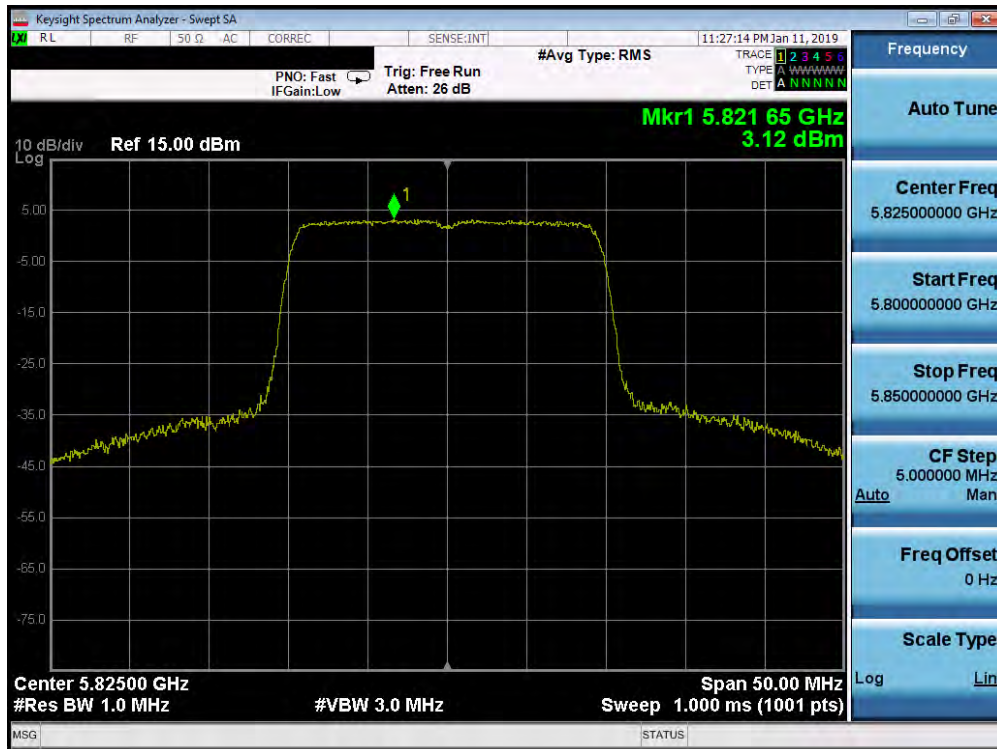 Keysight Spectrum Analyzer - Swept SA
LXI RL RF 50 Ω AC CORREC SENSE:INT 11:27:14 PM Jan 11, 2019
#Avg Type: RMS TRACE 1 2 3 4 5 6
PNO: Fast Trig: Free Run TYPE A WWWWWW
IFGain:Low Atten: 26 dB DET A N N N N N
Mkr1 5.821 65 GHz
3.12 dBm
10 dB/div Ref 15.00 dBm
Log
1
5.00
-5.00
-15.0
-25.0
-35.0
-45.0
-55.0
-65.0
-75.0
Center 5.82500 GHz Span 50.00 MHz
#Res BW 1.0 MHz #VBW 3.0 MHz Sweep 1.000 ms (1001 pts)
MSG STATUS
Frequency
Auto Tune
Center Freq
5.825000000 GHz
Start Freq
5.800000000 GHz
Stop Freq
5.850000000 GHz
CF Step
5.000000 MHz
Auto Man
Freq Offset
0 Hz
Scale Type
Log Lin